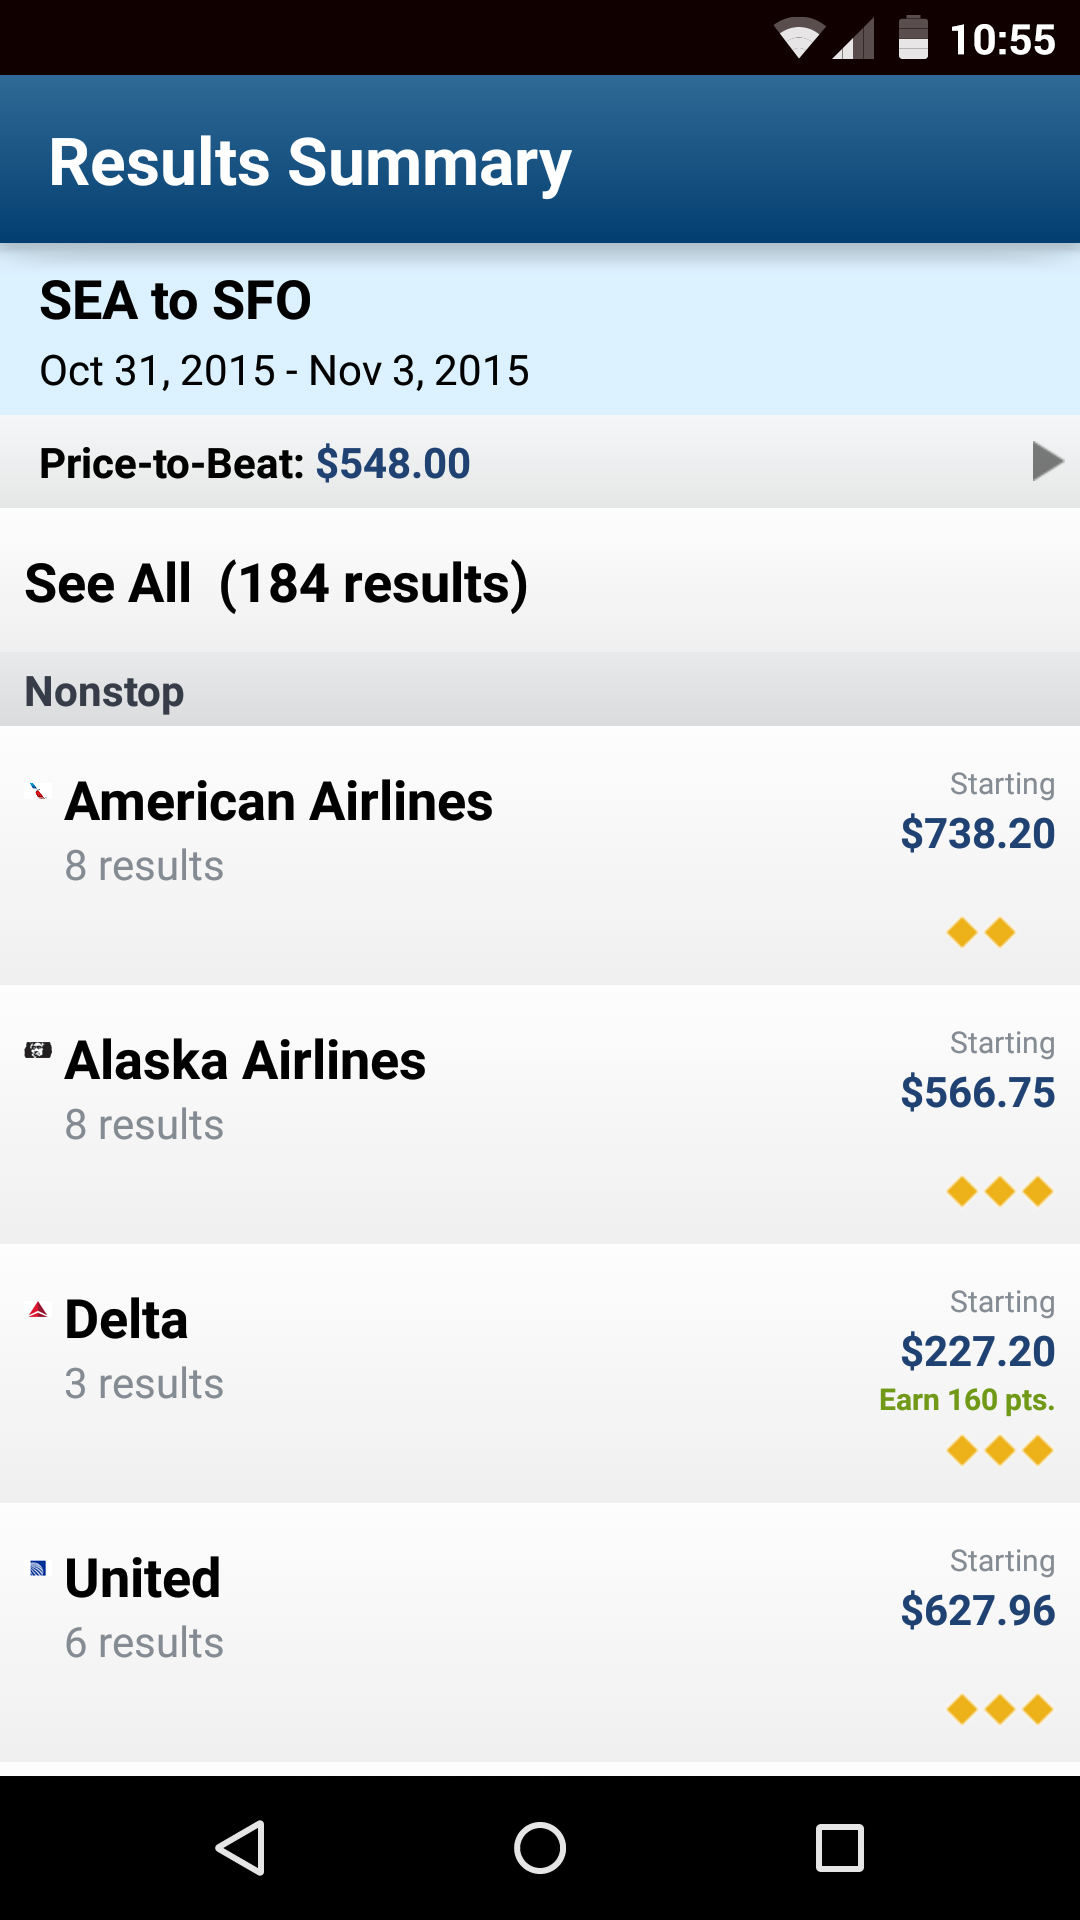 10:55
Results Summary
SEA to SFO
Oct 31, 2015 - Nov 3, 2015
Price-to-Beat: $548.00
See All (184 results)
Nonstop
American Airlines
8 results
Starting
$738.20
Alaska Airlines
8 results
Starting
$566.75
Delta
3 results
Starting
$227.20
Earn 160 pts.
United
6 results
Starting
$627.96